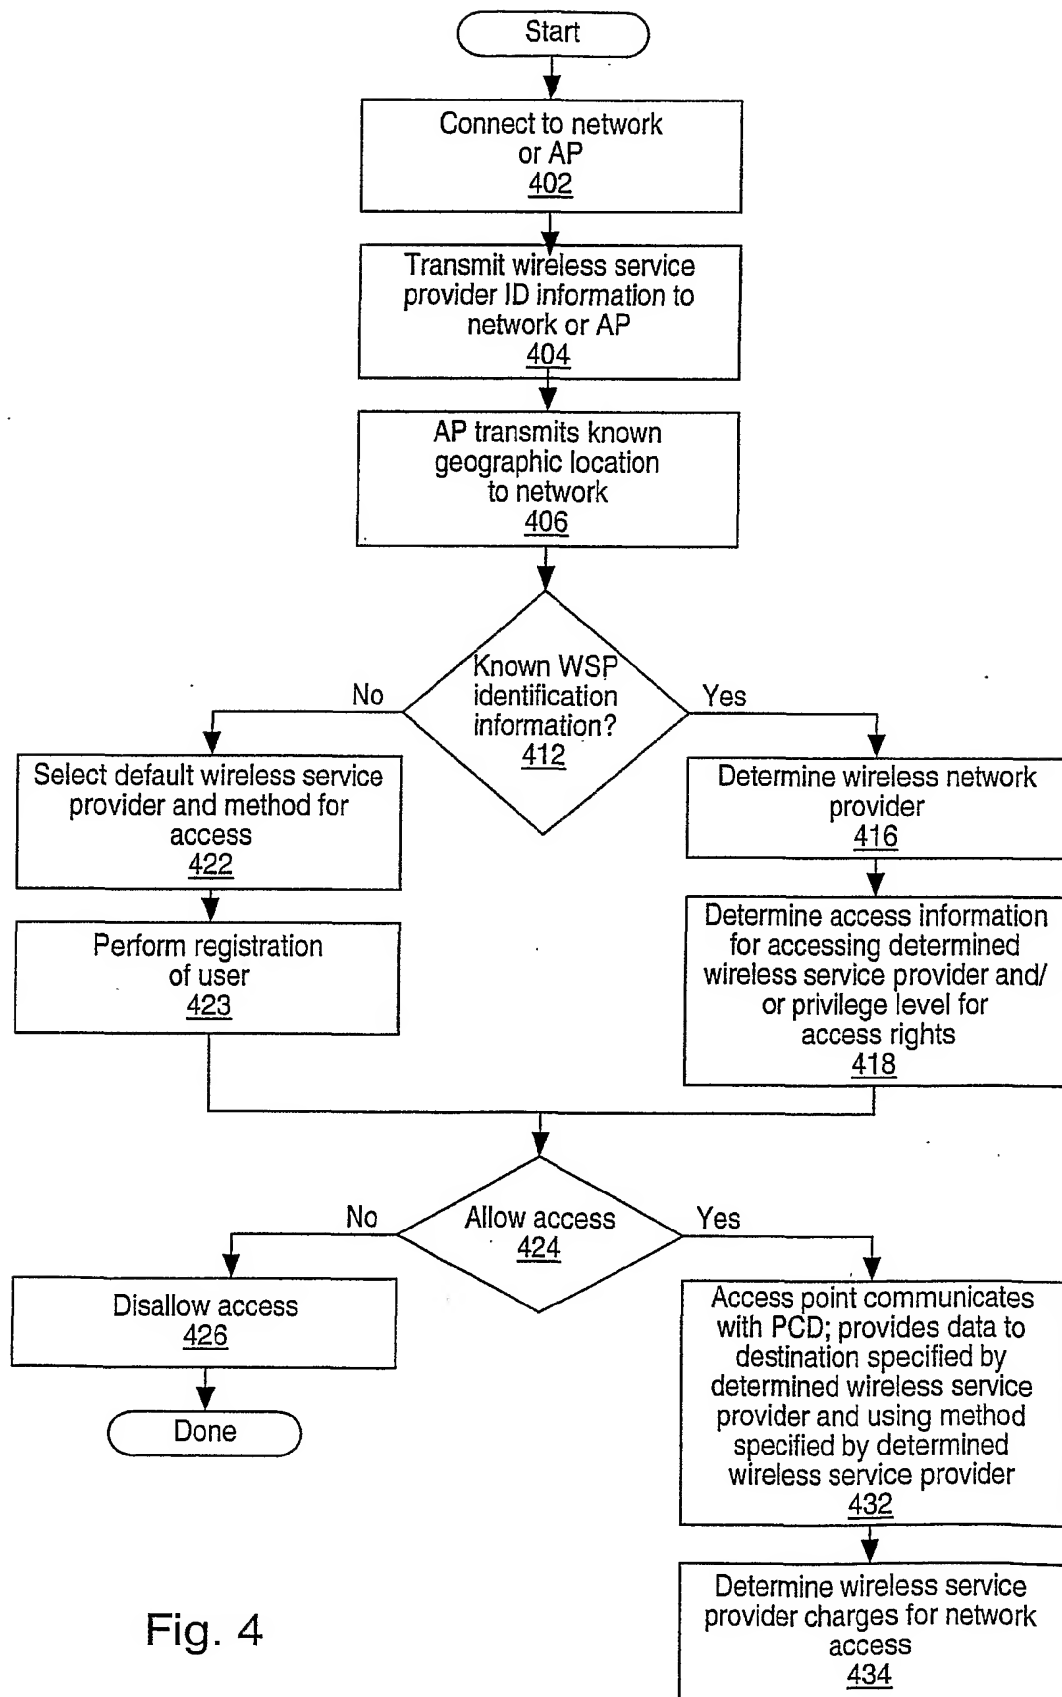 Start
Connect to network
or AP
402
Transmit wireless service
provider ID information to
network or AP
404
AP transmits known
geographic location
to network
406
Known WSP
identification
information?
412
No
Yes
Select default wireless service
provider and method for
access
422
Perform registration
of user
423
Determine wireless network
provider
416
Determine access information
for accessing determined
wireless service provider and/
or privilege level for
access rights
418
Allow access
424
No
Yes
Disallow access
426
Done
Access point communicates
with PCD; provides data to
destination specified by
determined wireless service
provider and using method
specified by determined
wireless service provider
432
Determine wireless service
provider charges for network
access
434
Fig. 4